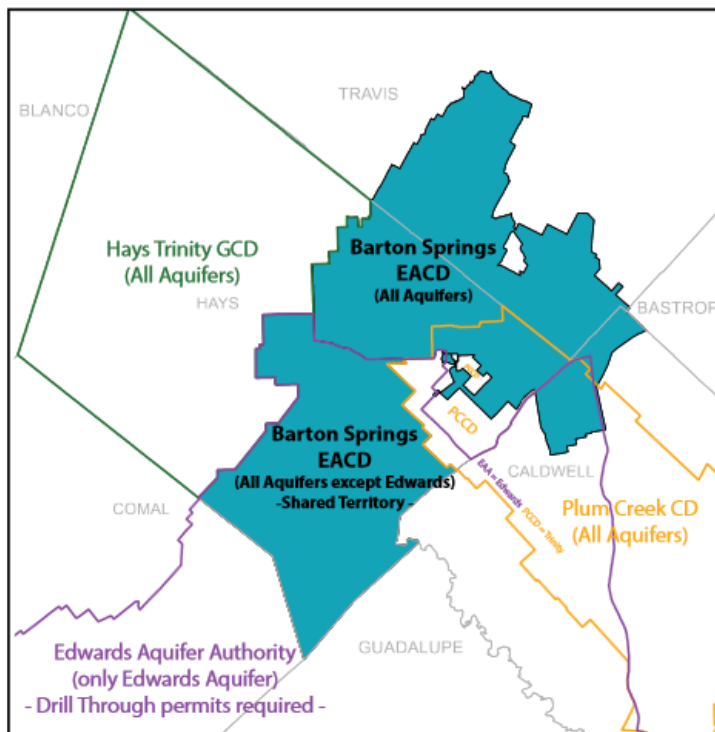 TRAVIS
BLANCO
Hays Trinity GCD
(All Aquifers)
HAYS
Barton Springs
EACD
(All Aquifers)
BASTROP
PCCD
Barton Springs
EACD
(All Aquifers except Edwards)
-Shared Territory -
CALDWELL
EAA = Edwards PCCD = Trinity
COMAL
Plum Creek CD
(All Aquifers)
GUADALUPE
Edwards Aquifer Authority
(only Edwards Aquifer)
- Drill Through permits required -